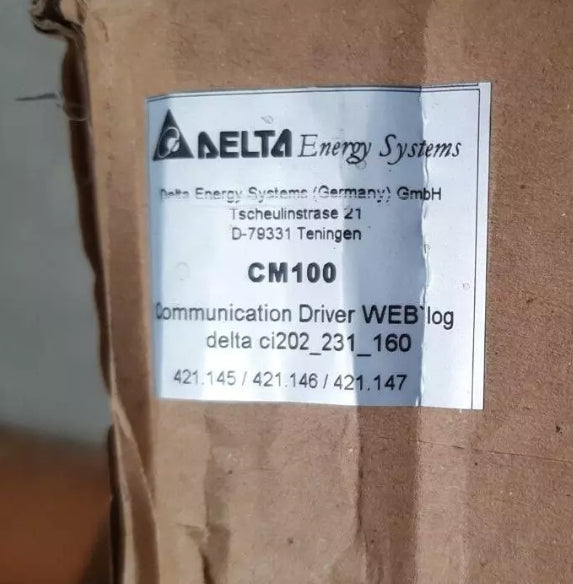 DELTA Energy Systems
Delta Energy Systems (Germany) GmbH
Tscheulinstrase 21
D-79331 Teningen
CM100
Communication Driver WEB`log
delta ci202_231_160
421.145 / 421.146 / 421.147